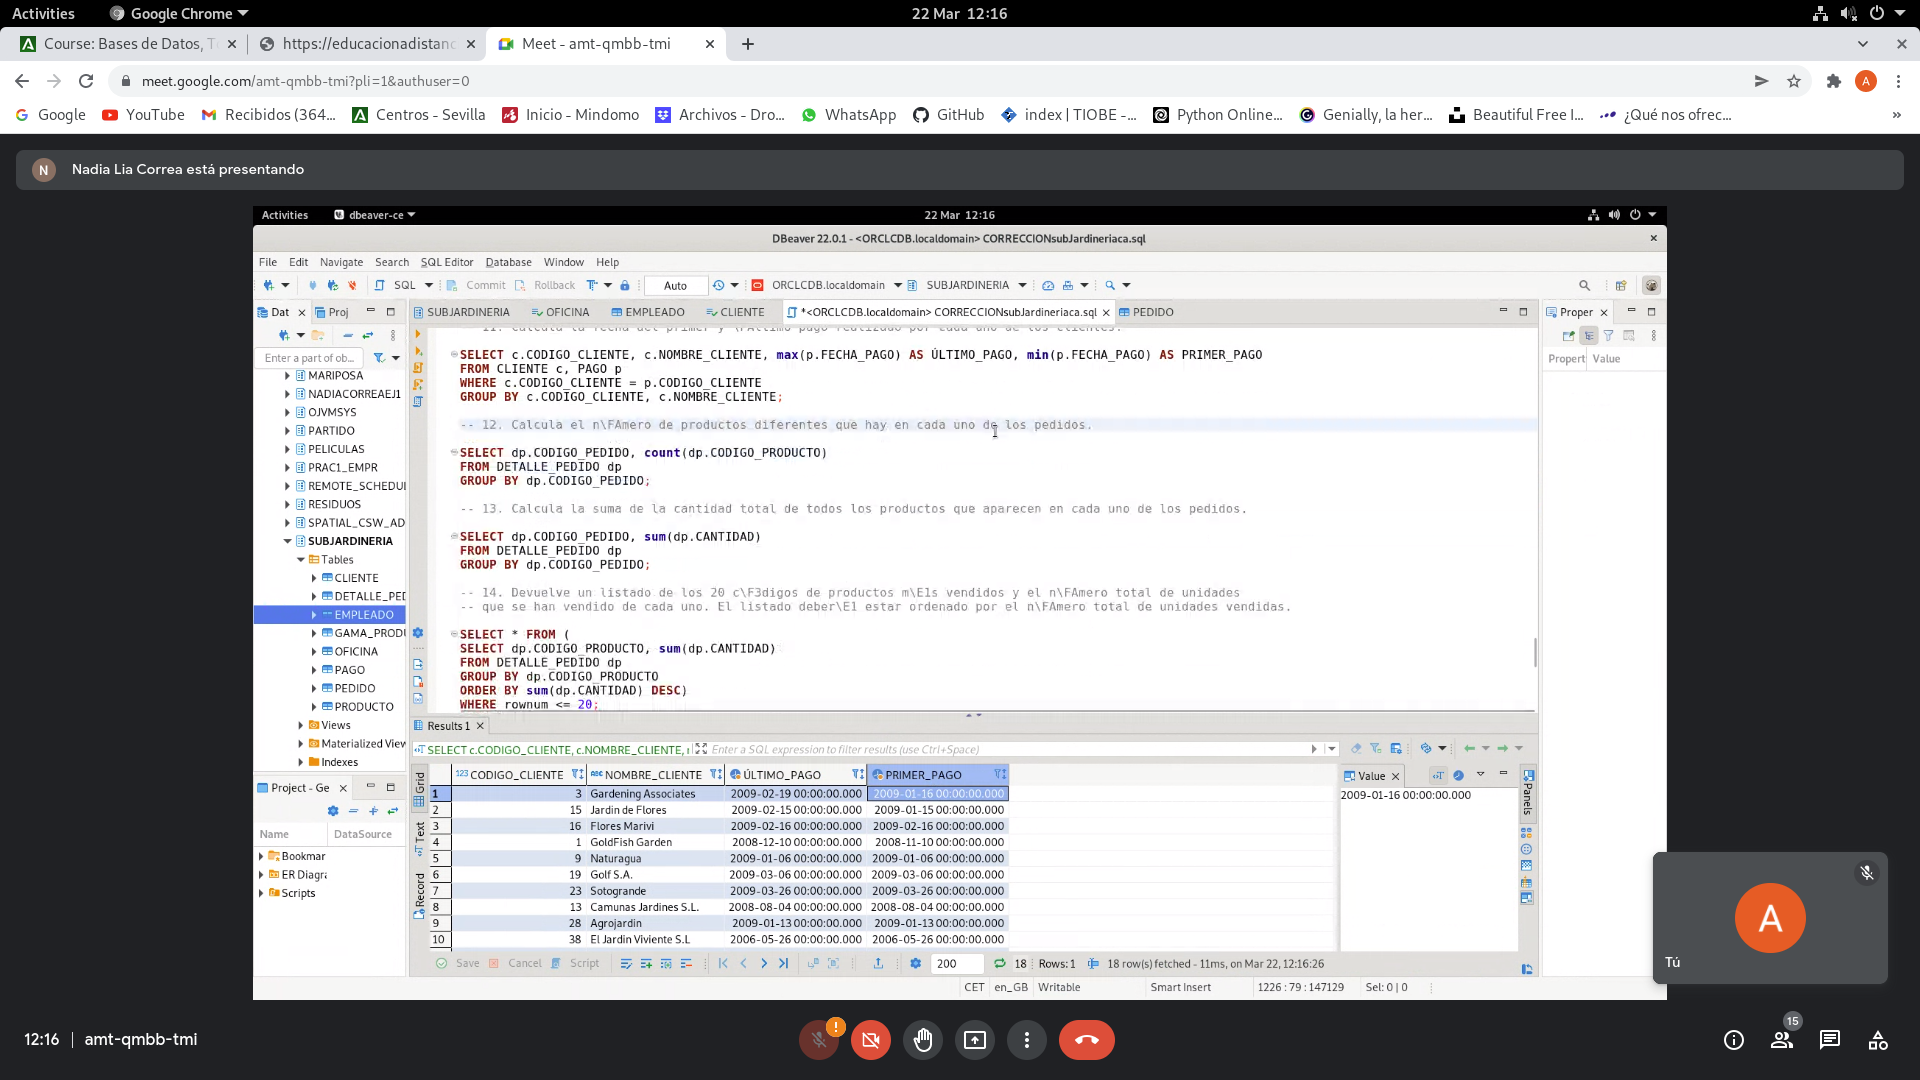 Activities
Google Chrome
22 Mar 12:16
Course: Bases de Datos, T
https://educacionadistanc
Meet - amt-qmbb-tmi
meet.google.com/amt-qmbb-tmi?pli=1&authuser=0
A
Google
YouTube
Recibidos (364...
Centros - Sevilla
Inicio - Mindomo
Archivos - Dro...
WhatsApp
GitHub
index | TIOBE -...
Python Online...
Genially, la her...
Beautiful Free I...
¿Qué nos ofrec...
»
N
Nadia Lia Correa está presentando
Activities
dbeaver-ce
22 Mar 12:16
DBeaver 22.0.1 - <ORCLCDB.localdomain> CORRECCIONsubJardineriaca.sql
File Edit Navigate Search SQL Editor Database Window Help
SQL
Commit
Rollback
Auto
ORCLCDB.localdomain
SUBJARDINERIA
Dat
Proj
SUBJARDINERIA
OFICINA
EMPLEADO
CLIENTE
*<ORCLCDB.localdomain> CORRECCIONsubJardineriaca.sql
PEDIDO
Proper
Enter a part of ob...
Propert
Value
MARIPOSA
NADIACORREAEJ1
OJVMSYS
PARTIDO
PELICULAS
PRAC1_EMPR
REMOTE_SCHEDU
RESIDUOS
SPATIAL_CSW_AD
SUBJARDINERIA
Tables
CLIENTE
DETALLE_PED
EMPLEADO
GAMA_PRODU
OFICINA
PAGO
PEDIDO
PRODUCTO
Views
Materialized View
Indexes
-- 11. Calcula la fecha del primer y \FAltimo pago realizado por cada uno de los clientes.
SELECT c.CODIGO_CLIENTE, c.NOMBRE_CLIENTE, max(p.FECHA_PAGO) AS ÚLTIMO_PAGO, min(p.FECHA_PAGO) AS PRIMER_PAGO
FROM CLIENTE c, PAGO p
WHERE c.CODIGO_CLIENTE = p.CODIGO_CLIENTE
GROUP BY c.CODIGO_CLIENTE, c.NOMBRE_CLIENTE;
-- 12. Calcula el n\FAmero de productos diferentes que hay en cada uno de los pedidos.
SELECT dp.CODIGO_PEDIDO, count(dp.CODIGO_PRODUCTO)
FROM DETALLE_PEDIDO dp
GROUP BY dp.CODIGO_PEDIDO;
-- 13. Calcula la suma de la cantidad total de todos los productos que aparecen en cada uno de los pedidos.
SELECT dp.CODIGO_PEDIDO, sum(dp.CANTIDAD)
FROM DETALLE_PEDIDO dp
GROUP BY dp.CODIGO_PEDIDO;
-- 14. Devuelve un listado de los 20 c\F3digos de productos m\E1s vendidos y el n\FAmero total de unidades
-- que se han vendido de cada uno. El listado deber\E1 estar ordenado por el n\FAmero total de unidades vendidas.
SELECT * FROM (
SELECT dp.CODIGO_PRODUCTO, sum(dp.CANTIDAD)
FROM DETALLE_PEDIDO dp
GROUP BY dp.CODIGO_PRODUCTO
ORDER BY sum(dp.CANTIDAD) DESC)
WHERE rownum <= 20;
Results 1
SELECT c.CODIGO_CLIENTE, c.NOMBRE_CLIENTE, r
Enter a SQL expression to filter results (use Ctrl+Space)
Grid
Text
Record
123 CODIGO_CLIENTE
ABC NOMBRE_CLIENTE
ÚLTIMO_PAGO
PRIMER_PAGO
1 3 Gardening Associates 2009-02-19 00:00:00.000 2009-01-16 00:00:00.000
2 15 Jardin de Flores 2009-02-15 00:00:00.000 2009-01-15 00:00:00.000
3 16 Flores Marivi 2009-02-16 00:00:00.000 2009-02-16 00:00:00.000
4 1 GoldFish Garden 2008-12-10 00:00:00.000 2008-11-10 00:00:00.000
5 9 Naturagua 2009-01-06 00:00:00.000 2009-01-06 00:00:00.000
6 19 Golf S.A. 2009-03-06 00:00:00.000 2009-03-06 00:00:00.000
7 23 Sotogrande 2009-03-26 00:00:00.000 2009-03-26 00:00:00.000
8 13 Camunas Jardines S.L. 2008-08-04 00:00:00.000 2008-08-04 00:00:00.000
9 28 Agrojardin 2009-01-13 00:00:00.000 2009-01-13 00:00:00.000
10 38 El Jardin Viviente S.L 2006-05-26 00:00:00.000 2006-05-26 00:00:00.000
Value
2009-01-16 00:00:00.000
Panels
Project - Ge
Name
DataSource
Bookmar
ER Diagra
Scripts
Save
Cancel
Script
200
18
Rows: 1
18 row(s) fetched - 11ms, on Mar 22, 12:16:26
CET
en_GB
Writable
Smart Insert
1226 : 79 : 147129
Sel: 0 | 0
A
Tú
12:16 | amt-qmbb-tmi
!
15